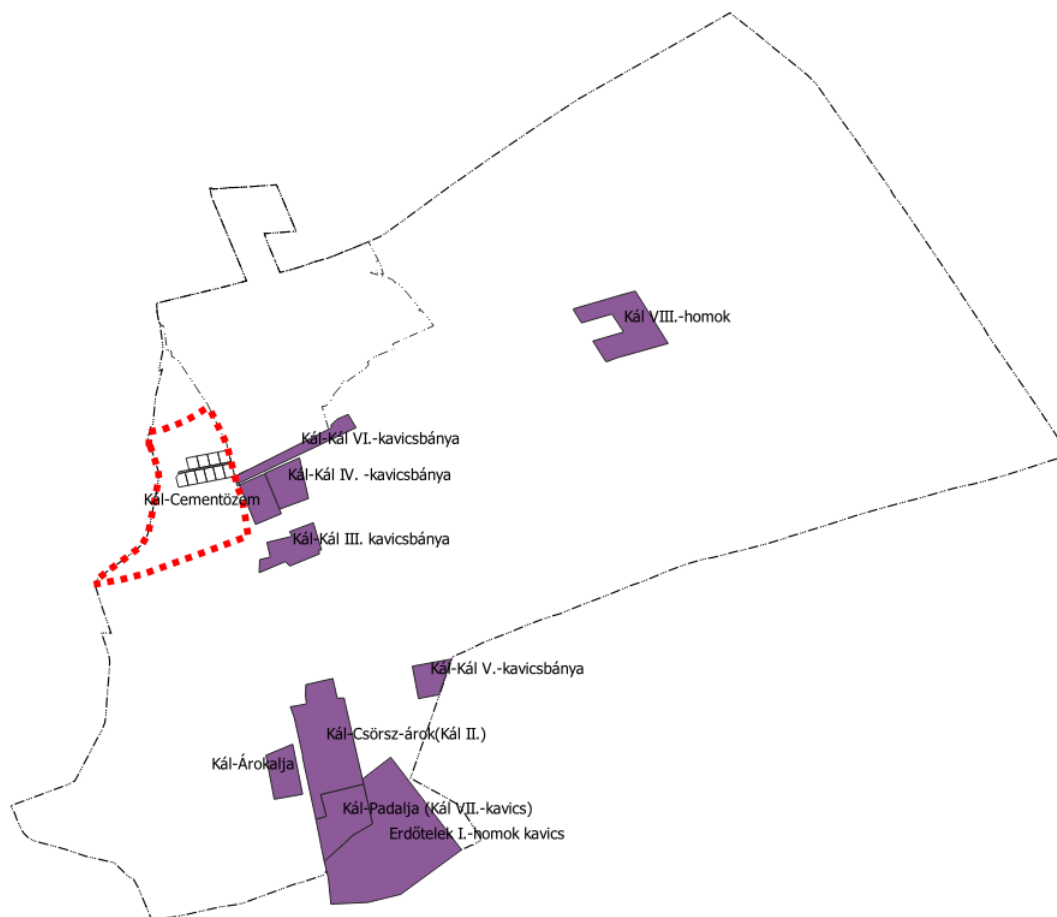 Kál VIII.-homok
Kál-Kál VI.-kavicsbánya
Kál-Kál IV. -kavicsbánya
Kál-Cementözem
Kál-Kál III. kavicsbánya
Kál-Kál V.-kavicsbánya
Kál-Csörsz-árok(Kál II.)
Kál-Árokalja
Kál-Padalja (Kál VII.-kavics)
Erdőtelek I.-homok kavics